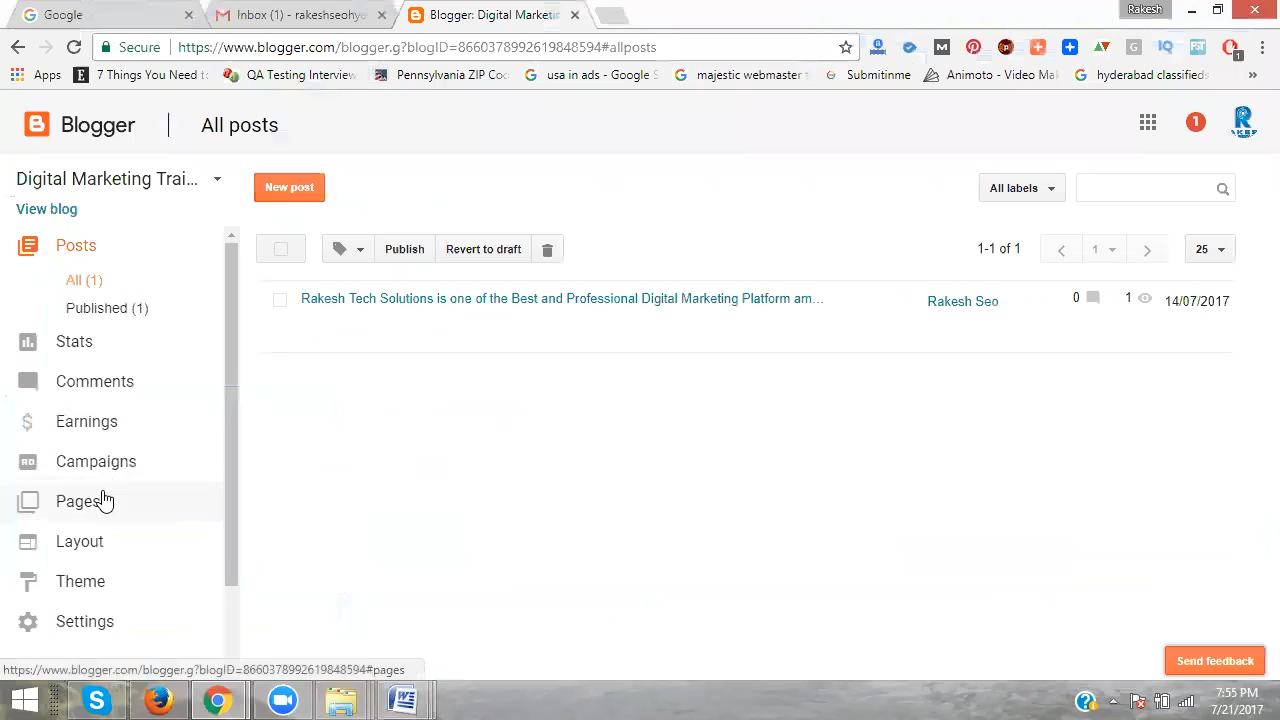 Google
Inbox (1) - rakeshseohyd
Blogger: Digital Marketin
Rakesh
Secure
https://www.blogger.com/blogger.g?blogID=8660378992619848594#allposts
Apps
7 Things You Need t
QA Testing Interview
Pennsylvania ZIP Co
usa in ads - Google S
majestic webmaster
Submitinme
Animoto - Video Ma
hyderabad classifieds
»
Blogger
All posts
1
Digital Marketing Trai...
View blog
New post
All labels
Posts
All (1)
Published (1)
Publish
Revert to draft
1-1 of 1
1
25
Rakesh Tech Solutions is one of the Best and Professional Digital Marketing Platform am...
Rakesh Seo
0
1
14/07/2017
Stats
Comments
Earnings
Campaigns
Pages
Layout
Theme
Settings
Send feedback
https://www.blogger.com/blogger.g?blogID=8660378992619848594#pages
7:55 PM
7/21/2017